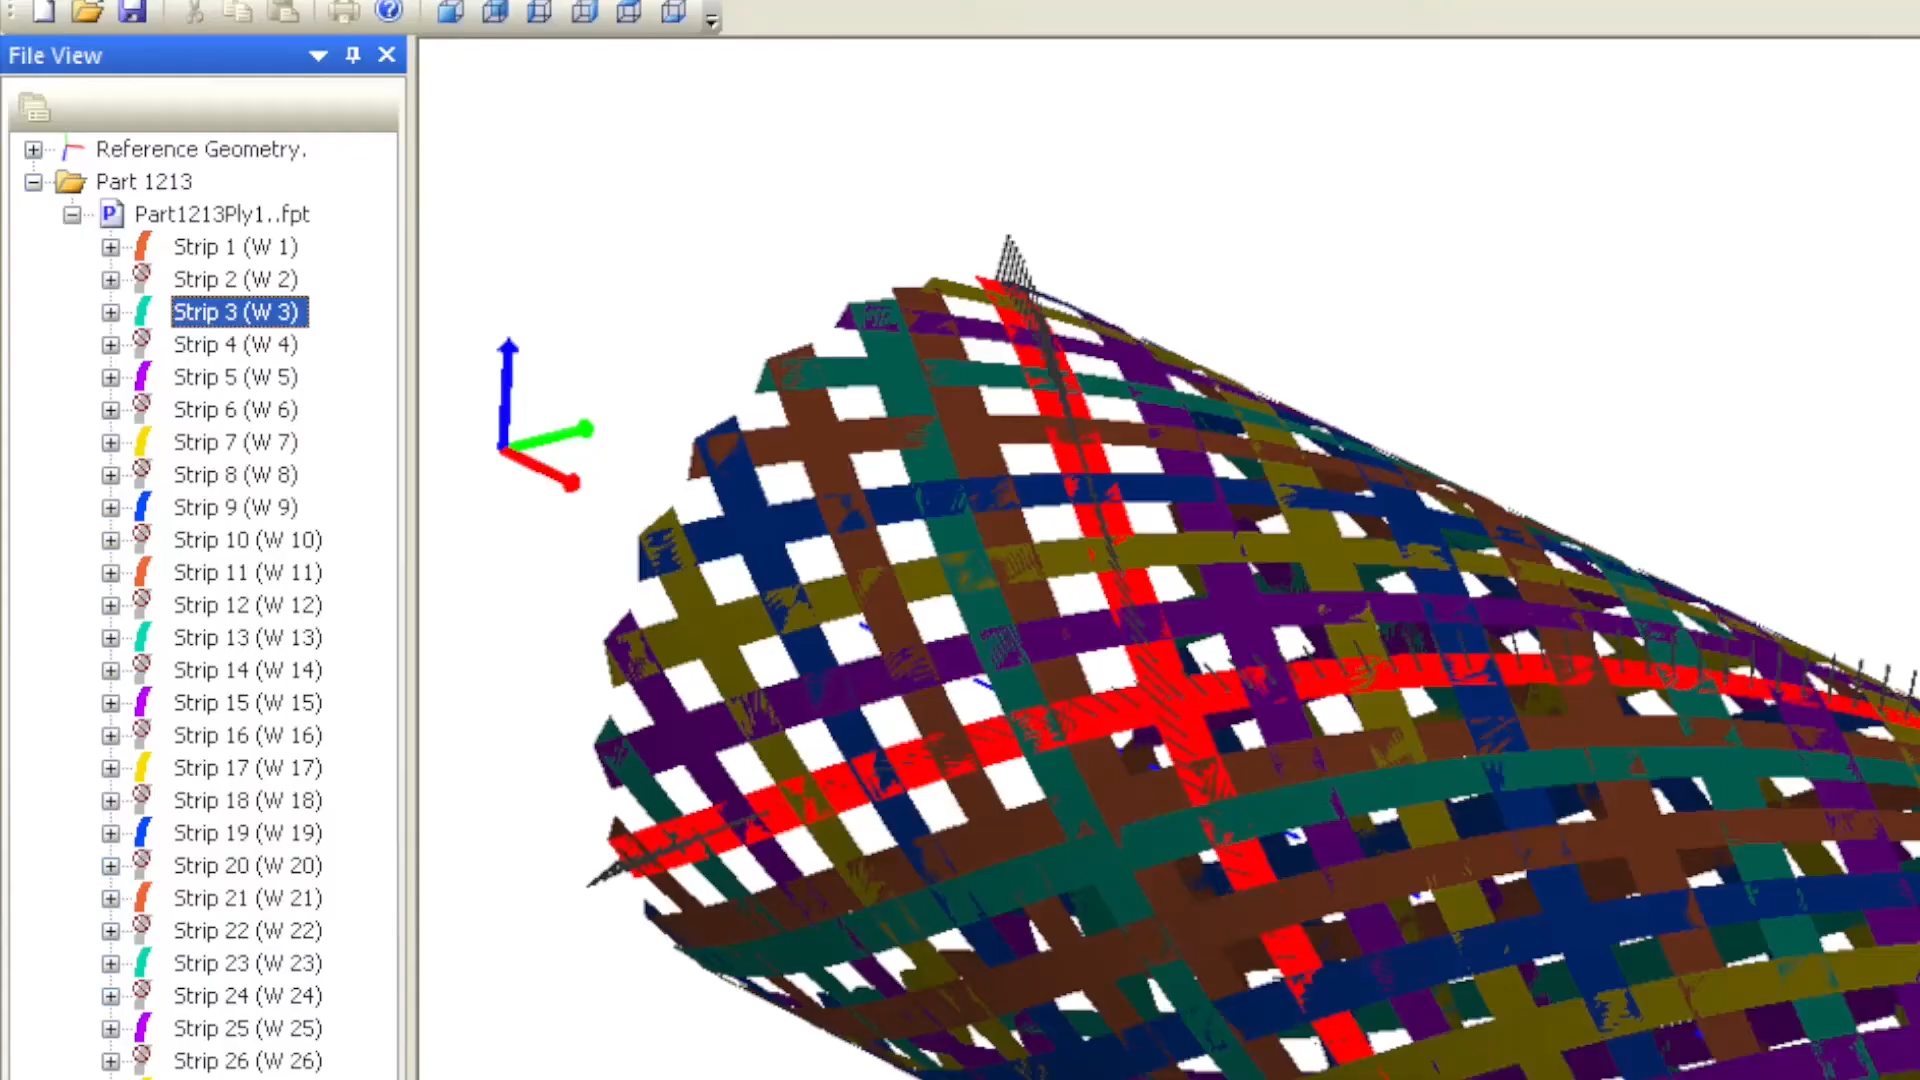 File View
Reference Geometry.
Part 1213
Part1213Ply1..fpt
Strip 1 (W 1)
Strip 2 (W 2)
Strip 3 (W 3)
Strip 4 (W 4)
Strip 5 (W 5)
Strip 6 (W 6)
Strip 7 (W 7)
Strip 8 (W 8)
Strip 9 (W 9)
Strip 10 (W 10)
Strip 11 (W 11)
Strip 12 (W 12)
Strip 13 (W 13)
Strip 14 (W 14)
Strip 15 (W 15)
Strip 16 (W 16)
Strip 17 (W 17)
Strip 18 (W 18)
Strip 19 (W 19)
Strip 20 (W 20)
Strip 21 (W 21)
Strip 22 (W 22)
Strip 23 (W 23)
Strip 24 (W 24)
Strip 25 (W 25)
Strip 26 (W 26)